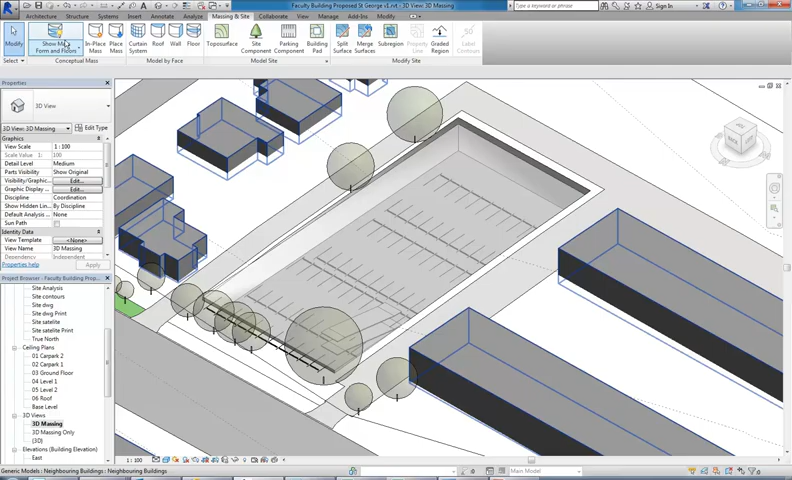 Faculty Building Proposed St George v1.rvt - 3D View: 3D Massing
Sign In
Architecture Structure Systems Insert Annotate Analyze Massing & Site Collaborate View Manage Add-Ins Modify
Modify
Show Mass
Form and Floors
In-Place
Mass
Place
Mass
Curtain
System
Roof
Wall
Floor
Toposurface
Site
Component
Parking
Component
Building
Pad
Split
Surface
Merge
Surfaces
Subregion
Property
Line
Graded
Region
Label
Contours
Select
Conceptual Mass
Model by Face
Model Site
Modify Site
Properties
3D View
3D View: 3D Massing
Edit Type
Graphics
View Scale 1 : 100
Scale Value 1: 100
Detail Level Medium
Parts Visibility Show Original
Visibility/Graphic... Edit...
Graphic Display ... Edit...
Discipline Coordination
Show Hidden Lin... By Discipline
Default Analysis ... None
Sun Path
Identity Data
View Template <None>
View Name 3D Massing
Dependency Independent
Properties help
Apply
Project Browser - Faculty Building Prop...
Site Analysis
Site contours
Site dwg
Site dwg Print
Site satelite
Site satelite Print
True North
Ceiling Plans
01 Carpark 2
02 Carpark 1
03 Ground Floor
04 Level 1
05 Level 2
06 Roof
Base Level
3D Views
3D Massing
3D Massing Only
{3D}
Elevations (Building Elevation)
East
1 : 100
Generic Models : Neighbouring Buildings : Neighbouring Buildings
:0
Main Model
:0